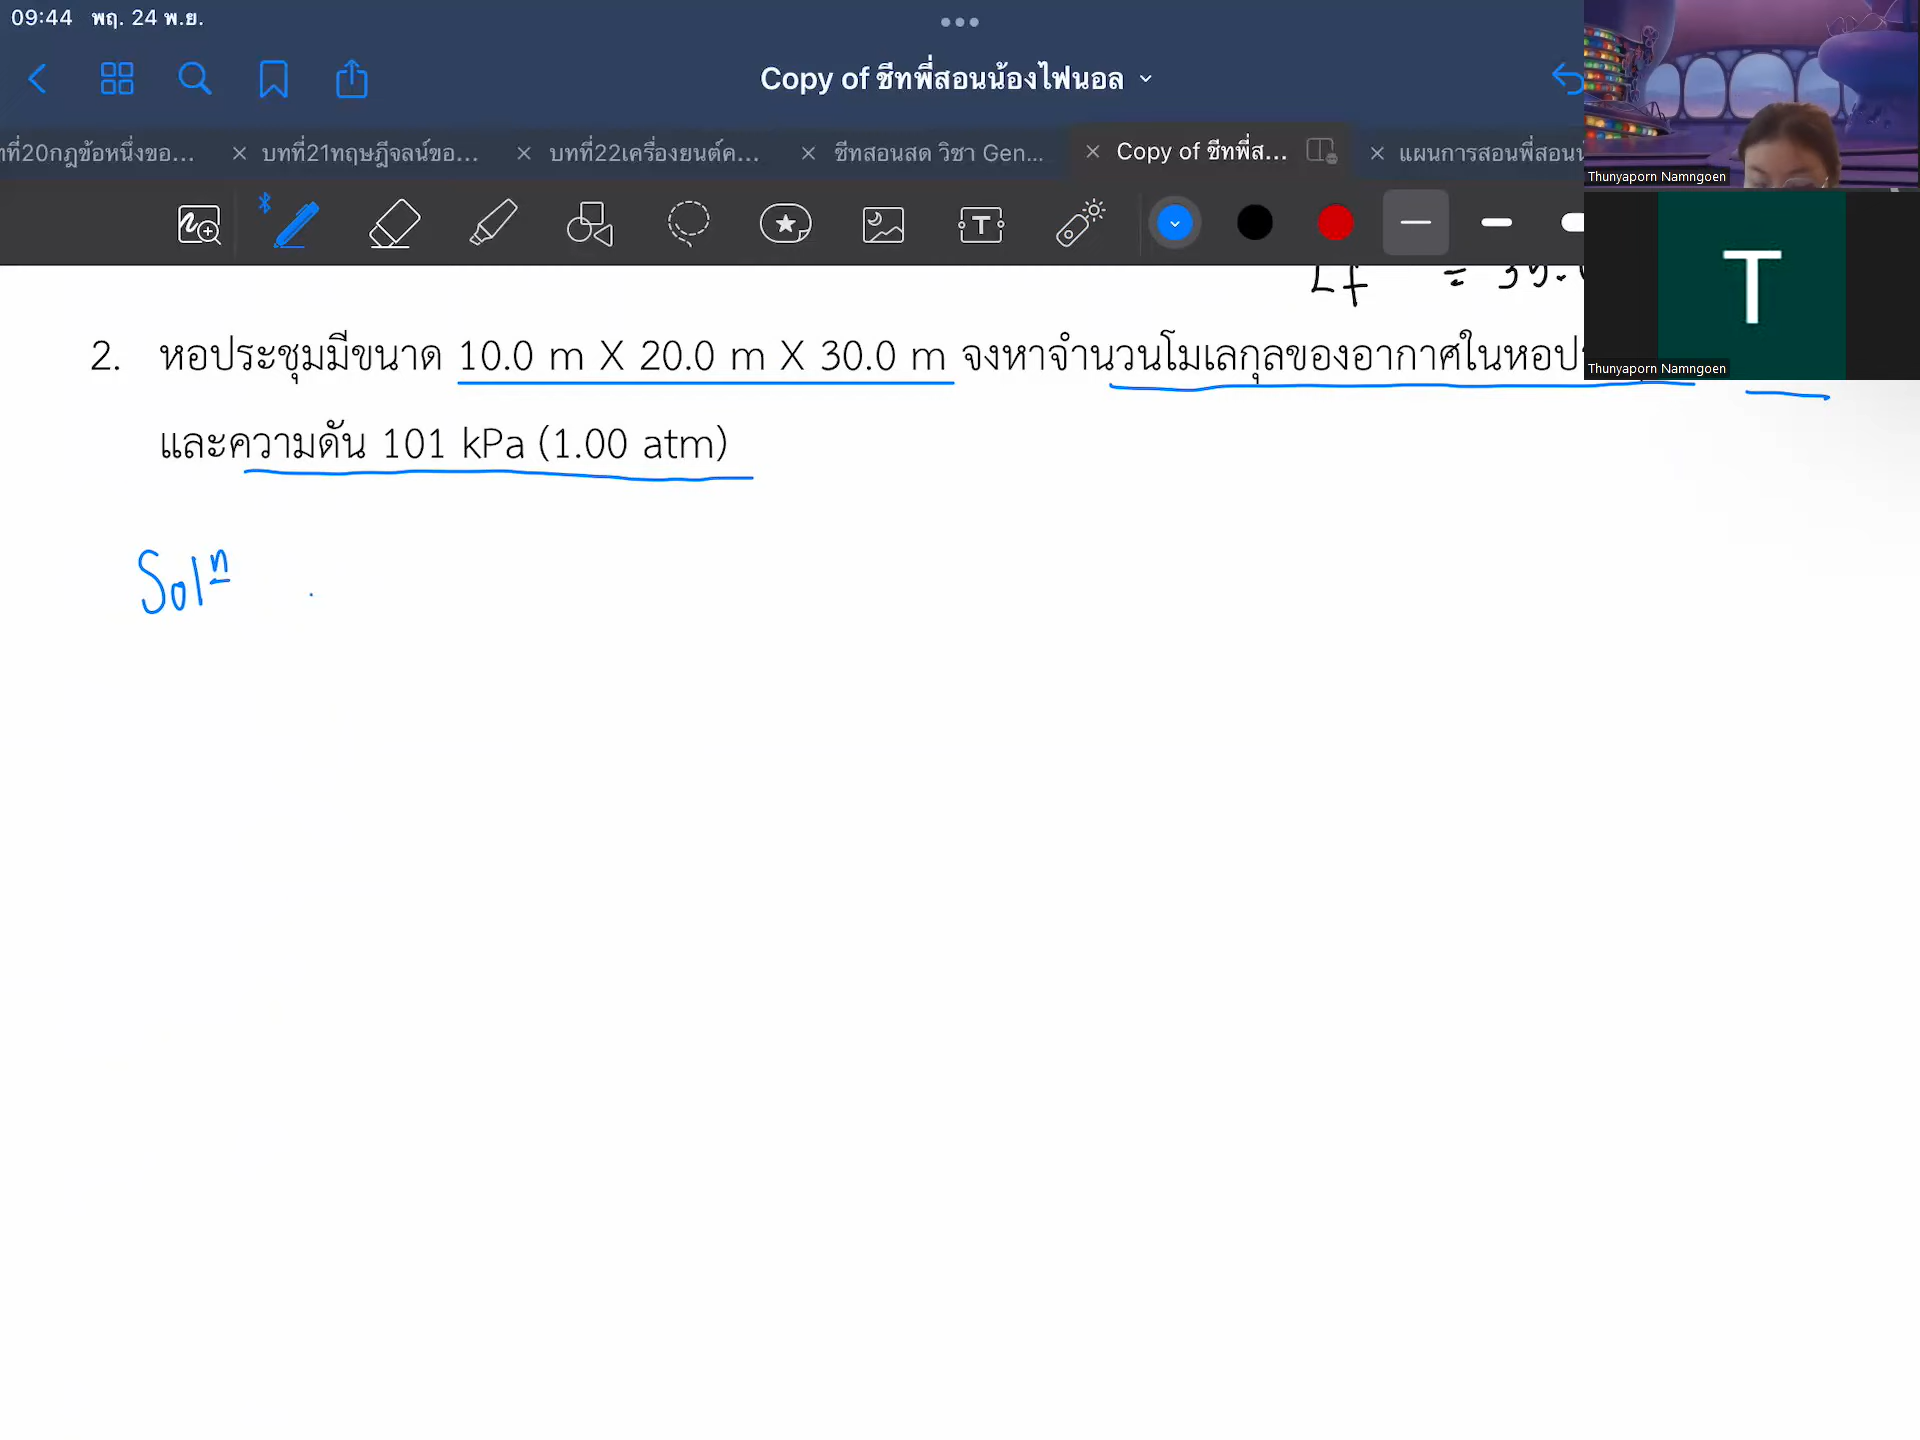 09:44 พฤ. 24 พ.ย.
Copy of ชีทพี่สอนน้องไฟนอล
ทที่20กฎข้อหนึ่งขอ... บทที่21ทฤษฎีจลน์ขอ... บทที่22เครื่องยนต์ค... ชีทสอนสด วิชา Gen... Copy of ชีทพี่ส... แผนการสอนพี่สอนน
Thunyaporn Namngoen
T
Thunyaporn Namngoen
Lf = 39.
2. หอประชุมมีขนาด 10.0 m X 20.0 m X 30.0 m จงหาจำนวนโมเลกุลของอากาศในหอป
และความดัน 101 kPa (1.00 atm)
Solⁿ